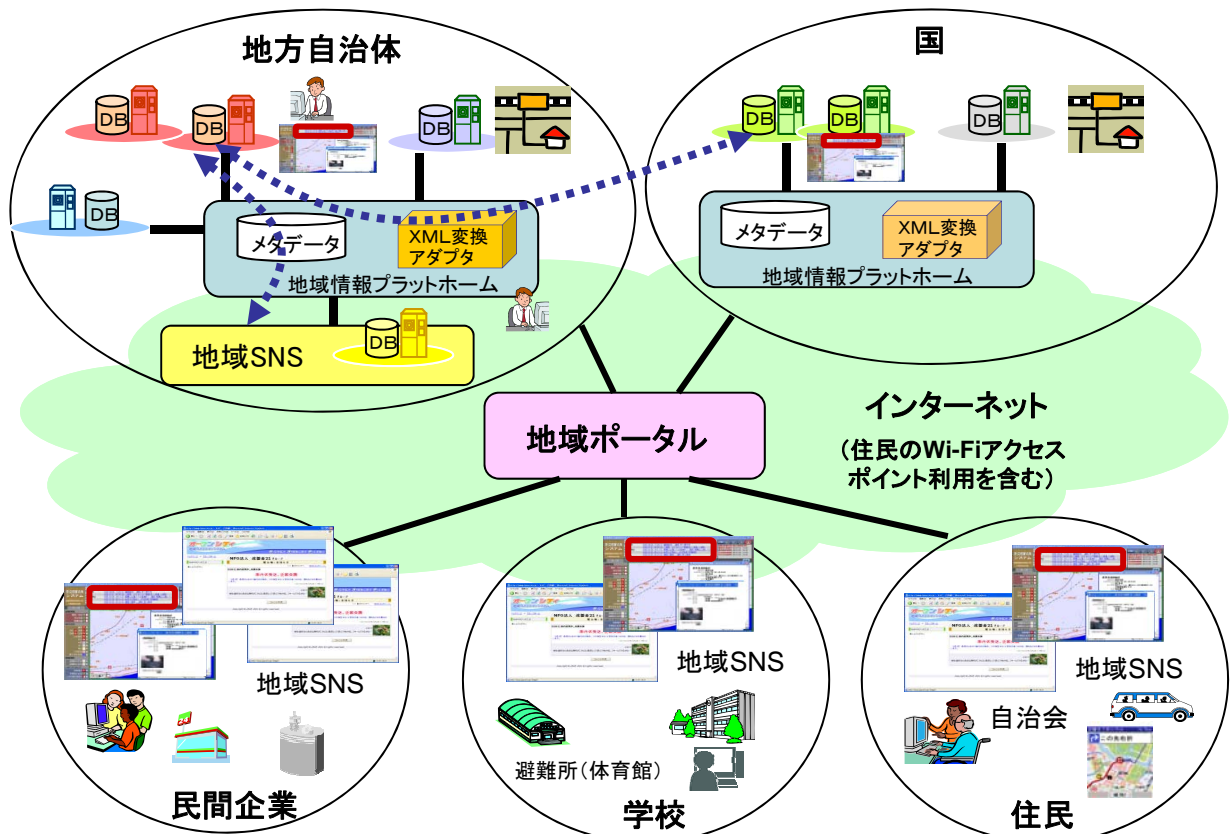 地方自治体
国
DB
DB
DB
DB
DB
DB
DB
メタデータ
XML変換
アダプタ
地域情報プラットホーム
メタデータ
XML変換
アダプタ
地域情報プラットホーム
地域SNS
DB
地域ポータル
インターネット
(住民のWi-Fiアクセス
ポイント利用を含む)
地域SNS
民間企業
地域SNS
避難所(体育館)
学校
地域SNS
自治会
住民